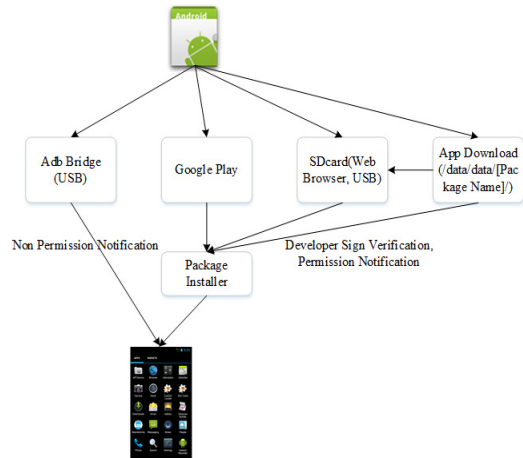 Android
Adb Bridge
(USB)
Google Play
SDcard(Web
Browser, USB)
App Download
(/data/data/[Pac
kage Name]/)
Non Permission Notification
Developer Sign Verification,
Permission Notification
Package
Installer